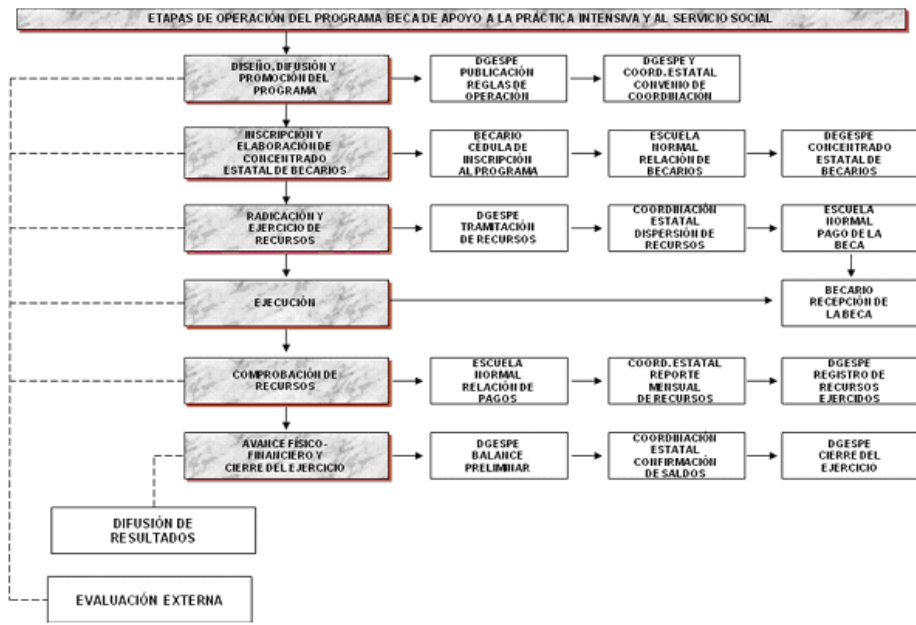 ETAPAS DE OPERACIÓN DEL PROGRAMA BECA DE APOYO A LA PRÁCTICA INTENSIVA Y AL SERVICIO SOCIAL
DISEÑO, DIFUSIÓN Y
PROMOCIÓN DEL
PROGRAMA
DGESPE
PUBLICACIÓN
REGLAS DE
OPERACIÓN
DGESPE Y
COORD.ESTATAL
CONVENIO DE
COORDINACIÓN
INSCRIPCIÓN Y
ELABORACIÓN DE
CONCENTRADO
ESTATAL DE BECARIOS
BECARIO
CÉDULA DE
INSCRIPCIÓN
AL PROGRAMA
ESCUELA
NORMAL
RELACIÓN DE
BECARIOS
DEGESPE
CONCENTRADO
ESTATAL DE
BECARIOS
RADICACIÓN Y
EJERCICIO DE
RECURSOS
DGESPE
TRAMITACIÓN
DE RECURSOS
COORDINACIÓN
ESTATAL
DISPERSIÓN DE
RECURSOS
ESCUELA
NORMAL
PAGO DE LA
BECA
EJECUCIÓN
BECARIO
RECEPCIÓN DE
LA BECA
COMPROBACIÓN DE
RECURSOS
ESCUELA
NORMAL
RELACIÓN DE
PAGOS
COORD.ESTATAL
REPORTE
MENSUAL
DE RECURSOS
DGESPE
REGISTRO DE
RECURSOS
EJERCIDOS
AVANCE FÍSICO-
FINANCIERO Y
CIERRE DEL EJERCICIO
DGESPE
BALANCE
PRELIMINAR
COORDINACIÓN
ESTATAL
CONFIRMACIÓN
DE SALDOS
DGESPE
CIERRE DEL
EJERCICIO
DIFUSIÓN DE
RESULTADOS
EVALUACIÓN EXTERNA